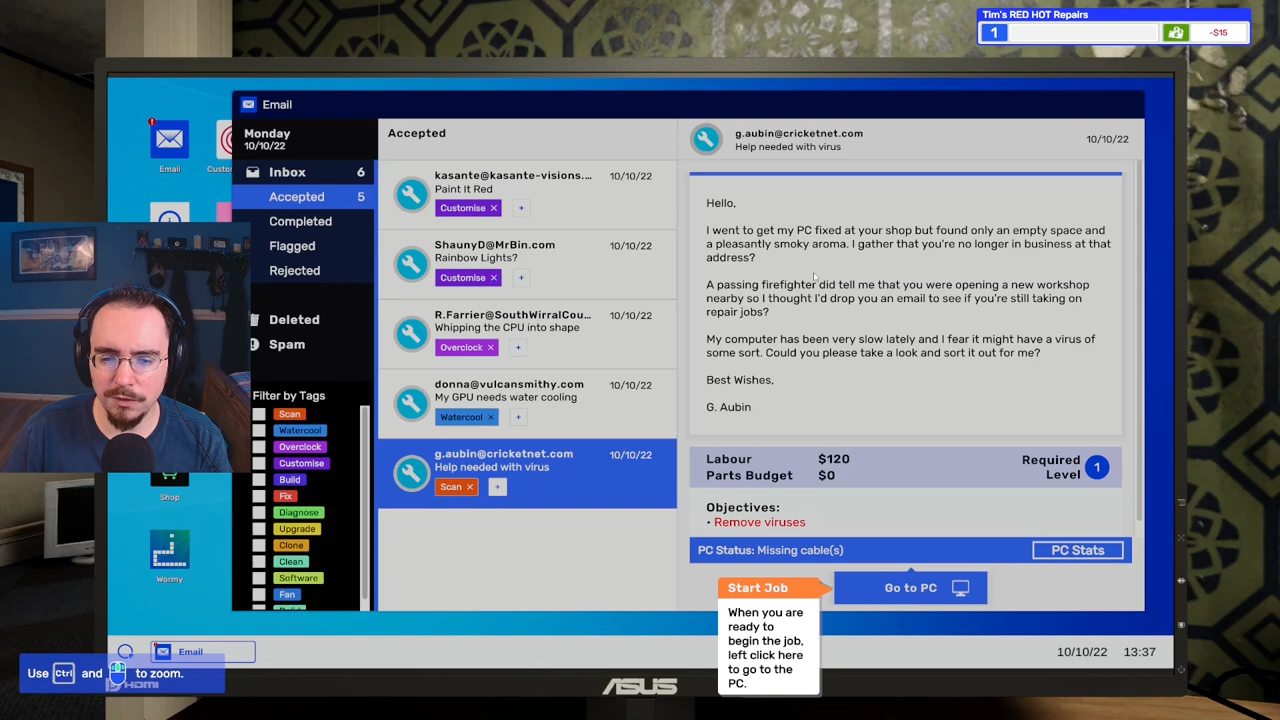 Tim's RED HOT Repairs
1
-$15
Email
Email
Custo
Shop
Wormy
Monday
10/10/22
Inbox 6
Accepted 5
Completed
Flagged
Rejected
Deleted
Spam
Filter by Tags
Scan
Watercool
Overclock
Customise
Build
Fix
Diagnose
Upgrade
Clone
Clean
Software
Fan
Accepted
kasante@kasante-visions.... 10/10/22
Paint It Red
Customise × +
ShaunyD@MrBin.com 10/10/22
Rainbow Lights?
Customise × +
R.Farrier@SouthWirralCou... 10/10/22
Whipping the CPU into shape
Overclock × +
donna@vulcansmithy.com 10/10/22
My GPU needs water cooling
Watercool × +
g.aubin@cricketnet.com 10/10/22
Help needed with virus
Scan × +
g.aubin@cricketnet.com 10/10/22
Help needed with virus
Hello,
I went to get my PC fixed at your shop but found only an empty space and
a pleasantly smoky aroma. I gather that you're no longer in business at that
address?
A passing firefighter did tell me that you were opening a new workshop
nearby so I thought I'd drop you an email to see if you're still taking on
repair jobs?
My computer has been very slow lately and I fear it might have a virus of
some sort. Could you please take a look and sort it out for me?
Best Wishes,
G. Aubin
Labour $120
Parts Budget $0
Required
Level 1
Objectives:
• Remove viruses
PC Status: Missing cable(s)
PC Stats
Go to PC
Start Job
When you are
ready to
begin the job,
left click here
to go to the
PC.
Email
10/10/22 13:37
Use Ctrl and to zoom.
HDMI
ASUS